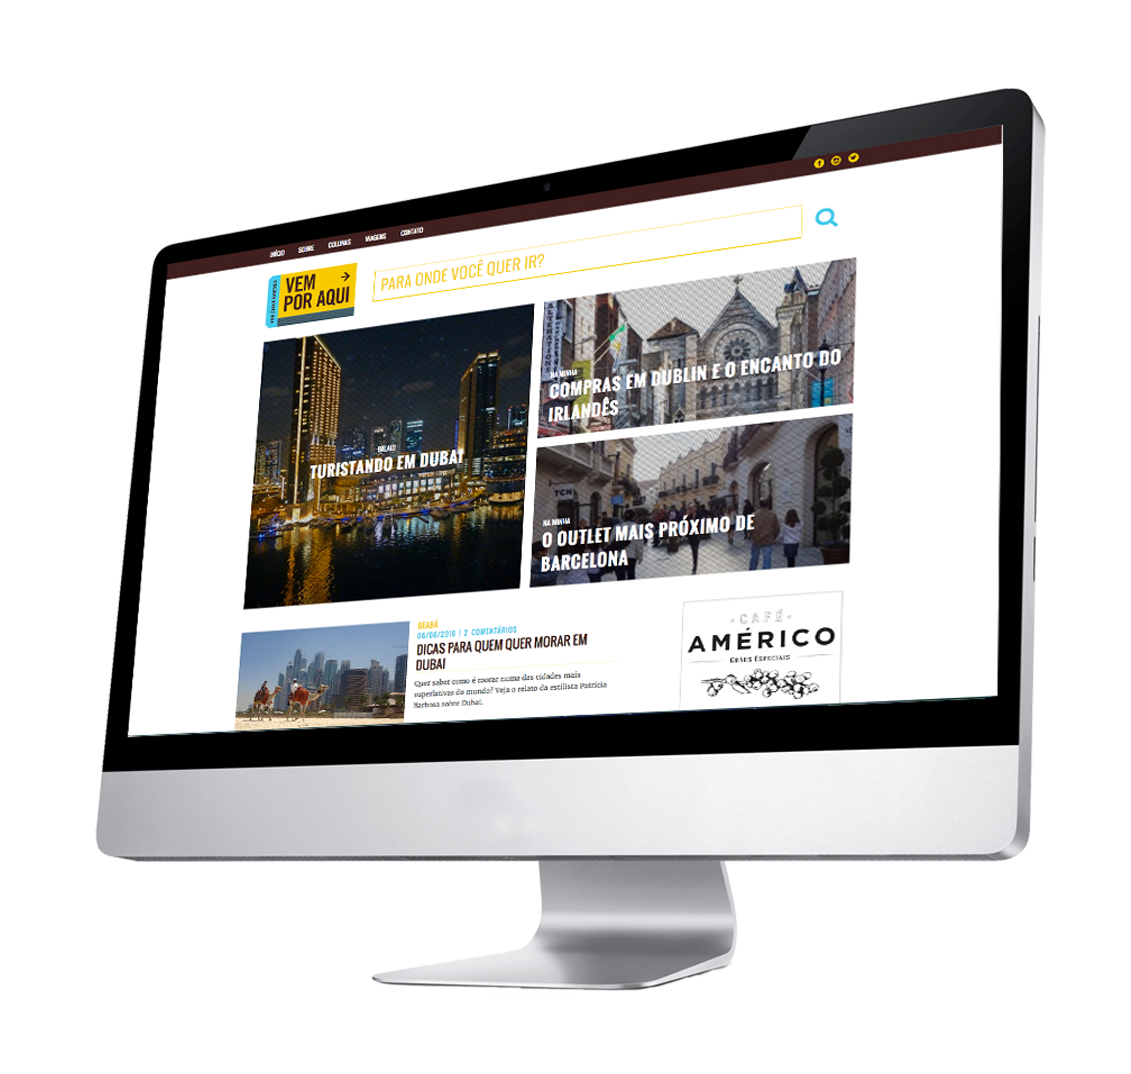 INÍCIO SOBRE COLUNAS VIAGENS CONTATO
VEM
POR AQUI
PARA ONDE VOCÊ QUER IR?
TURISTANDO EM DUBAI
NA MINHA
COMPRAS EM DUBLIN E O ENCANTO DO
IRLANDÊS
TCN
NA MINHA
O OUTLET MAIS PRÓXIMO DE
BARCELONA
BEABÁ
06/06/2016 | 2 COMENTÁRIOS
DICAS PARA QUEM QUER MORAR EM
DUBAI
Quer saber como é morar numa das cidades mais
superlativas do mundo? Veja o relato da estilista Patrícia
Barbosa sobre Dubai.
CAFÉ
AMÉRICO
GRÃOS ESPECIAIS